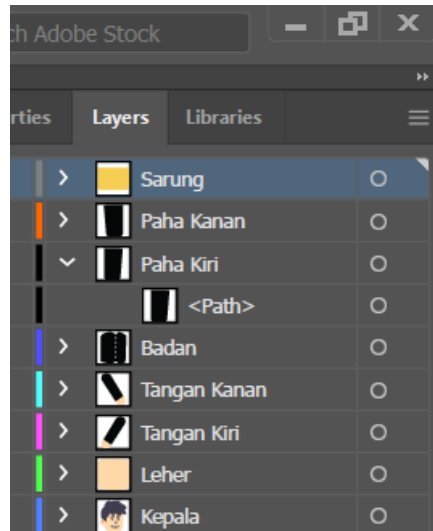 ch Adobe Stock
rties Layers Libraries
Sarung
Paha Kanan
Paha Kiri
<Path>
Badan
Tangan Kanan
Tangan Kiri
Leher
Kepala